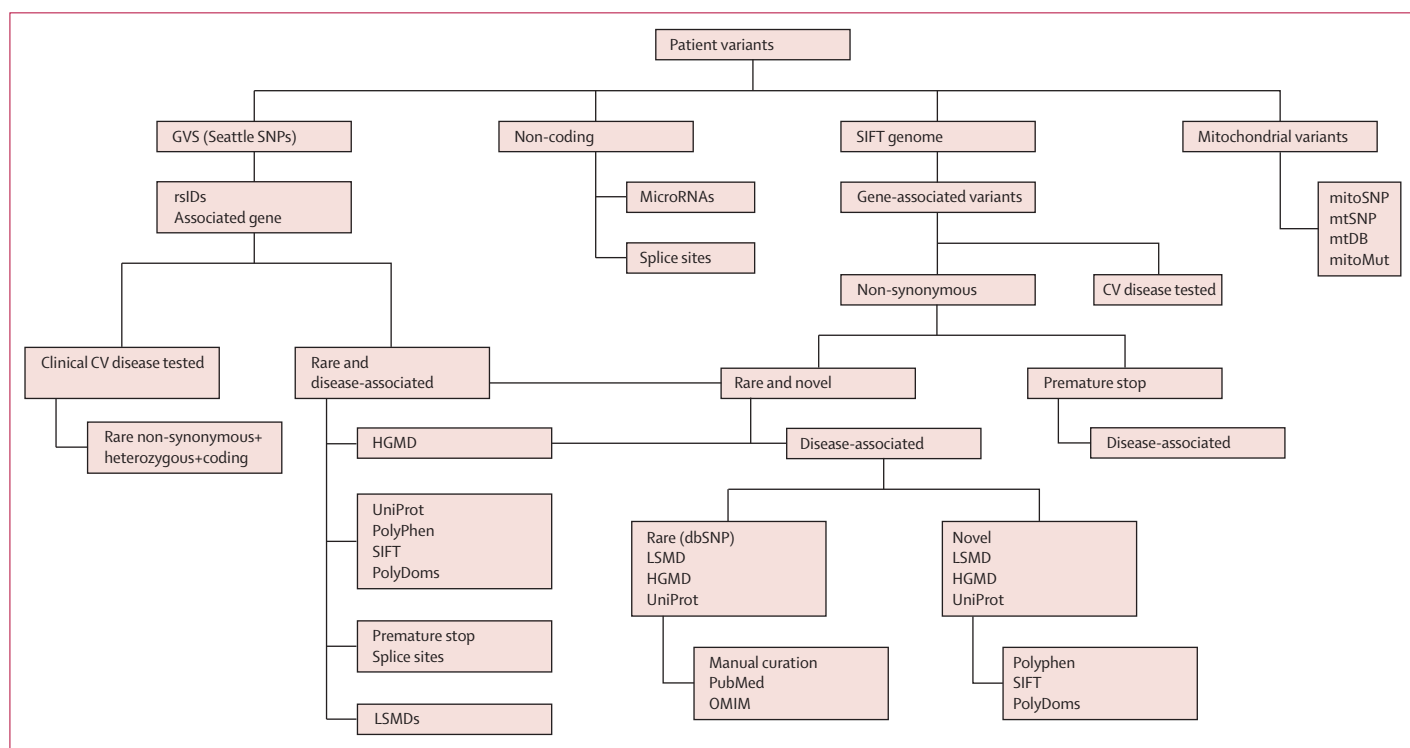 Patient variants
GVS (Seattle SNPs)
Non-coding
SIFT genome
Mitochondrial variants
rsIDs
Associated gene
MicroRNAs
Splice sites
Gene-associated variants
mitoSNP
mtSNP
mtDB
mitoMut
Non-synonymous
CV disease tested
Clinical CV disease tested
Rare and
disease-associated
Rare and novel
Premature stop
Rare non-synonymous+
heterozygous+coding
HGMD
Disease-associated
Disease-associated
UniProt
PolyPhen
SIFT
PolyDoms
Rare (dbSNP)
LSMD
HGMD
UniProt
Novel
LSMD
HGMD
UniProt
Premature stop
Splice sites
Manual curation
PubMed
OMIM
Polyphen
SIFT
PolyDoms
LSMDs